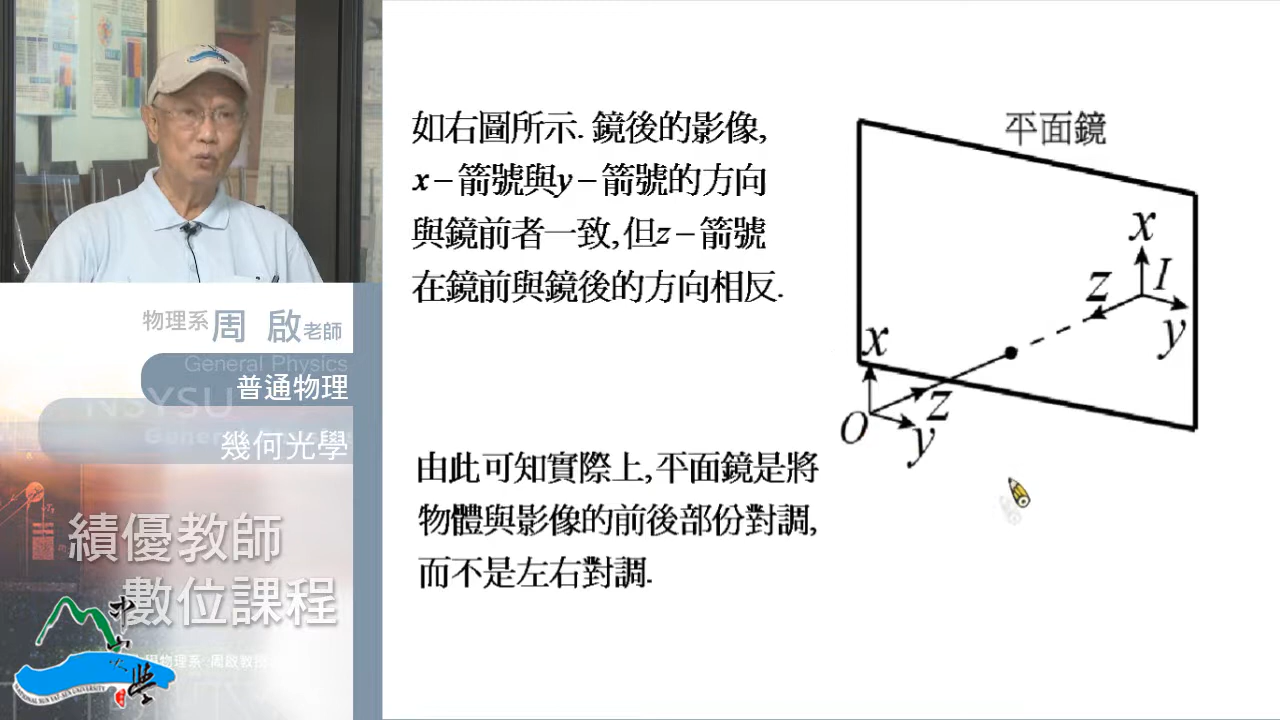 如右圖所示. 鏡後的影像,
x－箭號與y－箭號的方向
與鏡前者一致, 但z－箭號
在鏡前與鏡後的方向相反.
平面鏡
x
z
I
y
x
z
O
y
由此可知實際上, 平面鏡是將
物體與影像的前後部份對調,
而不是左右對調.
物理系 周 啟 老師
General Physics
普通物理
NSYSU
幾何光學
績優教師
數位課程